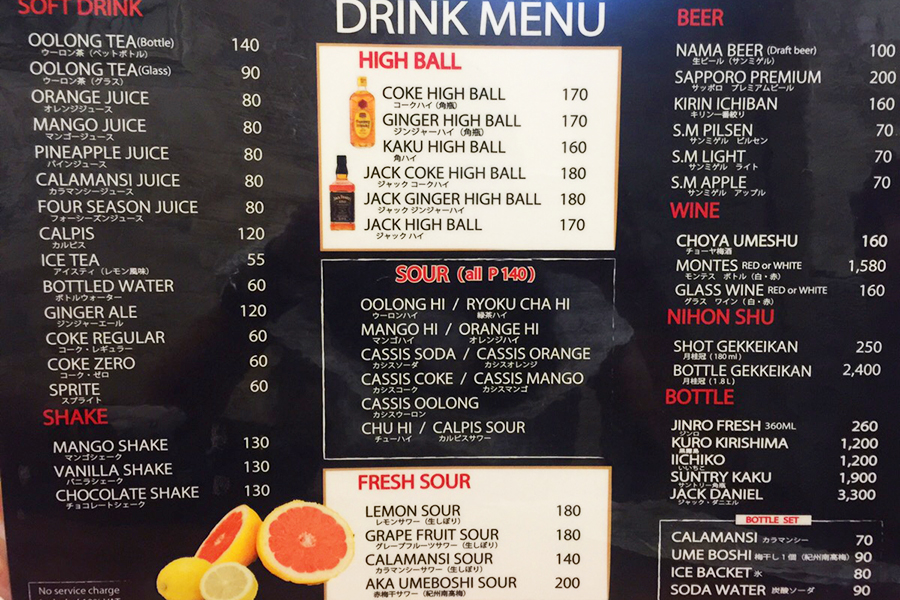 SOFT DRINK
OOLONG TEA(Bottle) 140
ウーロン茶（ペットボトル）
OOLONG TEA(Glass) 90
ウーロン茶（グラス）
ORANGE JUICE 80
オレンジジュース
MANGO JUICE 80
マンゴージュース
PINEAPPLE JUICE 80
パインジュース
CALAMANSI JUICE 80
カラマンシージュース
FOUR SEASON JUICE 80
フォーシーズンジュース
CALPIS 120
カルピス
ICE TEA 55
アイスティ（レモン風味）
BOTTLED WATER 60
ボトルウォーター
GINGER ALE 120
ジンジャーエール
COKE REGULAR 60
コーク・レギュラー
COKE ZERO 60
コーク・ゼロ
SPRITE 60
スプライト
SHAKE
MANGO SHAKE 130
マンゴシェーク
VANILLA SHAKE 130
バニラシェーク
CHOCOLATE SHAKE 130
チョコレートシェーク
No service charge
DRINK MENU
HIGH BALL
COKE HIGH BALL 170
コークハイ（角瓶）
GINGER HIGH BALL 170
ジンジャーハイ（角瓶）
KAKU HIGH BALL 160
角ハイ
JACK COKE HIGH BALL 180
ジャック コークハイ
JACK GINGER HIGH BALL 180
ジャック ジンジャーハイ
JACK HIGH BALL 170
ジャック ハイ
SOUR (all P 140)
OOLONG HI / RYOKU CHA HI
ウーロンハイ 緑茶ハイ
MANGO HI / ORANGE HI
マンゴハイ オレンジハイ
CASSIS SODA / CASSIS ORANGE
カシスソーダ カシスオレンジ
CASSIS COKE / CASSIS MANGO
カシスコーク カシスマンゴ
CASSIS OOLONG
カシスウーロン
CHU HI / CALPIS SOUR
チューハイ カルピスサワー
FRESH SOUR
LEMON SOUR 180
レモンサワー（生しぼり）
GRAPE FRUIT SOUR 180
グレープフルーツサワー（生しぼり）
CALAMANSI SOUR 140
カラマンシーサワー（生しぼり）
AKA UMEBOSHI SOUR 200
赤梅干サワー（紀州南高梅）
BEER
NAMA BEER (Draft beer) 100
生ビール（サンミゲル）
SAPPORO PREMIUM 200
サッポロ プレミアムビール
KIRIN ICHIBAN 160
キリン一番絞り
S.M PILSEN 70
サンミゲル ピルセン
S.M LIGHT 70
サンミゲル ライト
S.M APPLE 70
サンミゲル アップル
WINE
CHOYA UMESHU 160
チョーヤ梅酒
MONTES RED or WHITE 1,580
モンテス ボトル（白・赤）
GLASS WINE RED or WHITE 160
グラス ワイン（白・赤）
NIHON SHU
SHOT GEKKEIKAN 250
月桂冠（180ml）
BOTTLE GEKKEIKAN 2,400
月桂冠（1.8L）
BOTTLE
JINRO FRESH 360ML 260
ジンロ
KURO KIRISHIMA 1,200
黒霧島
IICHIKO 1,200
いいちこ
SUNTRY KAKU 1,900
サントリー角瓶
JACK DANIEL 3,300
ジャック・ダニエル
BOTTLE SET
CALAMANSI カラマンシー 70
UME BOSHI 梅干し1個（紀州南高梅） 90
ICE BACKET 氷 80
SODA WATER 炭酸ソーダ 90